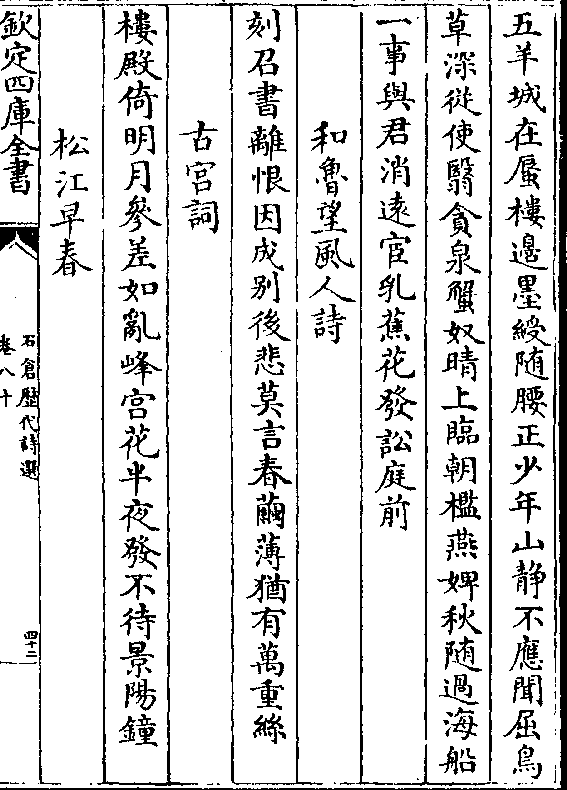 五羊城在蜃樓邊墨綬随腰正少年山静不應聞屈鳥
草深從使翳貪泉蟹奴晴上臨朝檻燕婢秋随過海船
一事與君消遠宦乳蕉花發訟庭前
和魯望風人詩
刻召書離恨因成别後悲莫言春繭薄猶有萬重絲
古宫詞
樓殿倚明月參差如亂峰宫花半夜發不待景陽鐘
松江早春
欽定四庫全書
石倉歴代詩選
卷八十
四十二